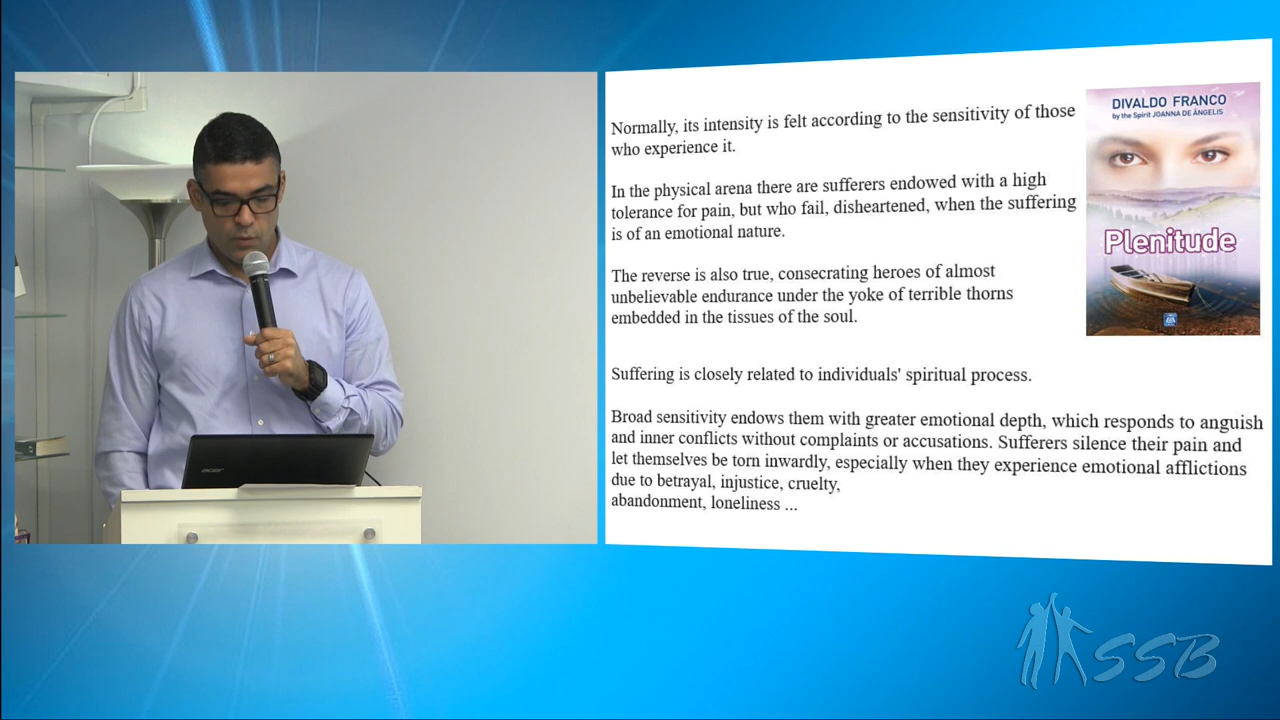 Normally, its intensity is felt according to the sensitivity of those
who experience it.
In the physical arena there are sufferers endowed with a high
tolerance for pain, but who fail, disheartened, when the suffering
is of an emotional nature.
The reverse is also true, consecrating heroes of almost
unbelievable endurance under the yoke of terrible thorns
embedded in the tissues of the soul.
Suffering is closely related to individuals' spiritual process.
Broad sensitivity endows them with greater emotional depth, which responds to anguish
and inner conflicts without complaints or accusations. Sufferers silence their pain and
let themselves be torn inwardly, especially when they experience emotional afflictions
due to betrayal, injustice, cruelty,
abandonment, loneliness ...
DIVALDO FRANCO
by the Spirit JOANNA DE ÂNGELIS
Plenitude
acer
SSB